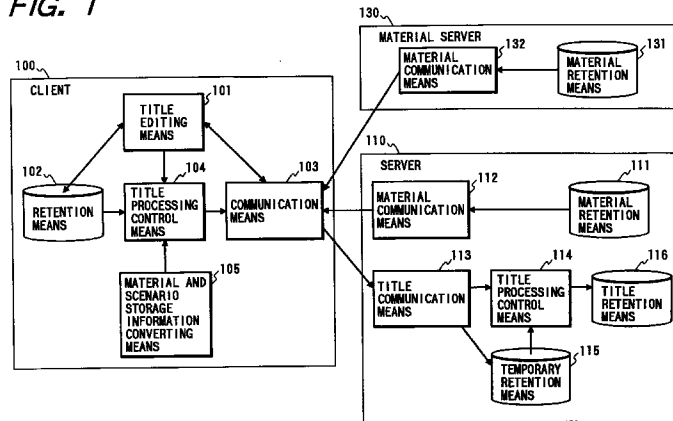 FIG. 1
100
CLIENT
101
TITLE
EDITING
MEANS
102
RETENTION
MEANS
104
TITLE
PROCESSING
CONTROL
MEANS
103
COMMUNICATION
MEANS
105
MATERIAL AND
SCENARIO
STORAGE
INFORMATION
CONVERTING
MEANS
130
MATERIAL SERVER
132
MATERIAL
COMMUNICATION
MEANS
131
MATERIAL
RETENTION
MEANS
110
SERVER
112
MATERIAL
COMMUNICATION
MEANS
111
MATERIAL
RETENTION
MEANS
113
TITLE
COMMUNICATION
MEANS
114
TITLE
PROCESSING
CONTROL
MEANS
116
TITLE
RETENTION
MEANS
115
TEMPORARY
RETENTION
MEANS